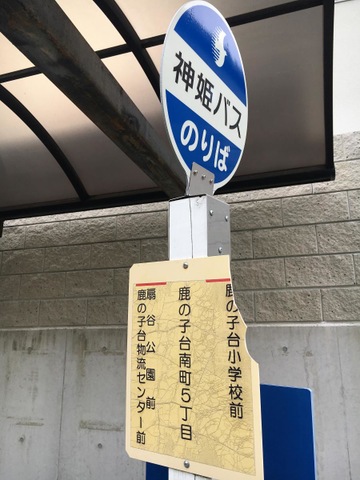 神姫バス
のりば
鹿の子台小学校前
鹿の子台南町5丁目
扇谷公園前
鹿の子台物流センター前